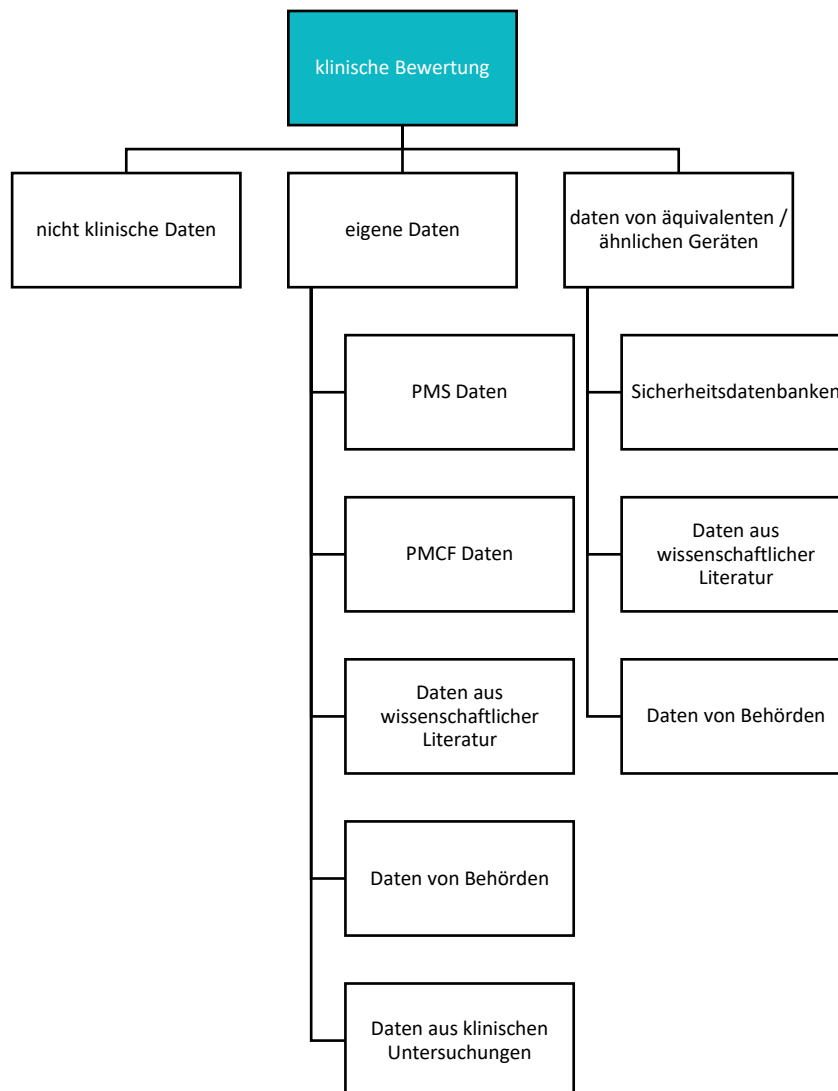 klinische Bewertung
nicht klinische Daten
eigene Daten
daten von äquivalenten /
ähnlichen Geräten
PMS Daten
PMCF Daten
Daten aus
wissenschaftlicher
Literatur
Daten von Behörden
Daten aus klinischen
Untersuchungen
Sicherheitsdatenbanken
Daten aus
wissenschaftlicher
Literatur
Daten von Behörden